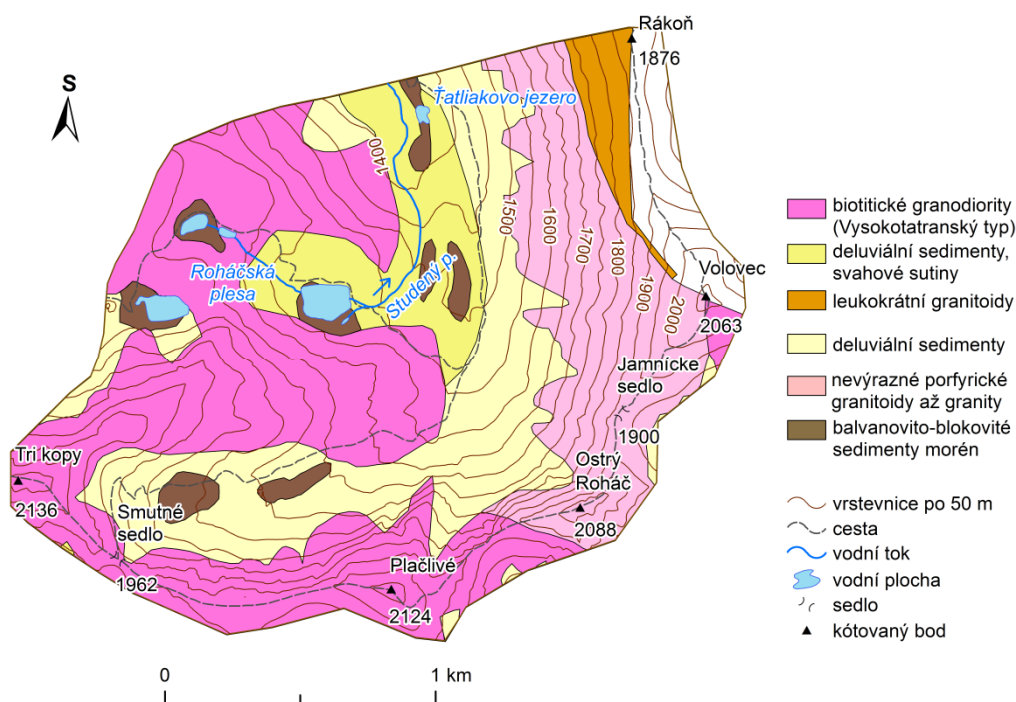 Rákoň
1876
S
Ťatliakovo jezero
1400
1500
1600
1700
1800
1900
2000
Roháčská
plesa
Studený p.
Volovec
2063
Jamnícke
sedlo
1900
Tri kopy
2136
Smutné
sedlo
1962
Ostrý
Roháč
2088
Plačlivé
2124
0
1 km
biotitické granodiority
(Vysokotatranský typ)
deluviální sedimenty,
svahové sutiny
leukokrátní granitoidy
deluviální sedimenty
nevýrazné porfyrické
granitoidy až granity
balvanovito-blokovité
sedimenty morén
vrstevnice po 50 m
cesta
vodní tok
vodní plocha
sedlo
kótovaný bod